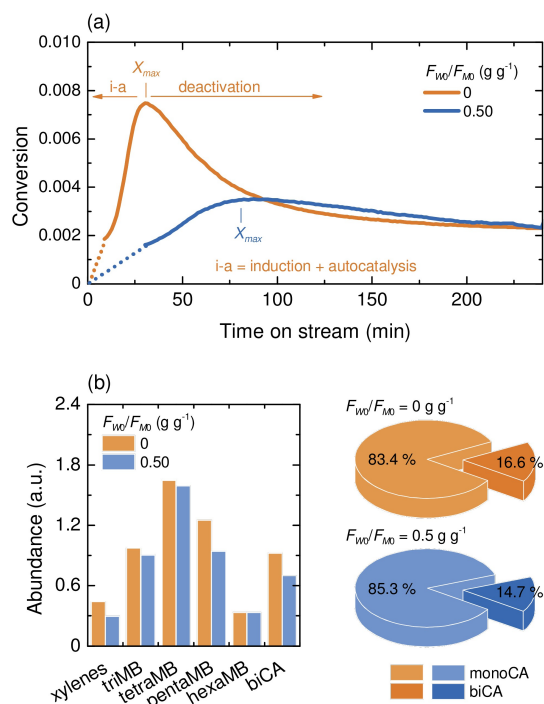 (a)
0.010
0.008
0.006
0.004
0.002
0
Conversion
X_max
i-a
deactivation
F_W0/F_M0 (g g⁻¹)
0
0.50
X_max
i-a = induction + autocatalysis
0 50 100 150 200
Time on stream (min)
(b)
2.4
1.8
1.2
0.6
0
Abundance (a.u.)
F_W0/F_M0 (g g⁻¹)
0
0.50
xylenes
triMB
tetraMB
pentaMB
hexaMB
biCA
F_W0/F_M0 = 0 g g⁻¹
83.4 %
16.6 %
F_W0/F_M0 = 0.5 g g⁻¹
85.3 %
14.7 %
monoCA
biCA